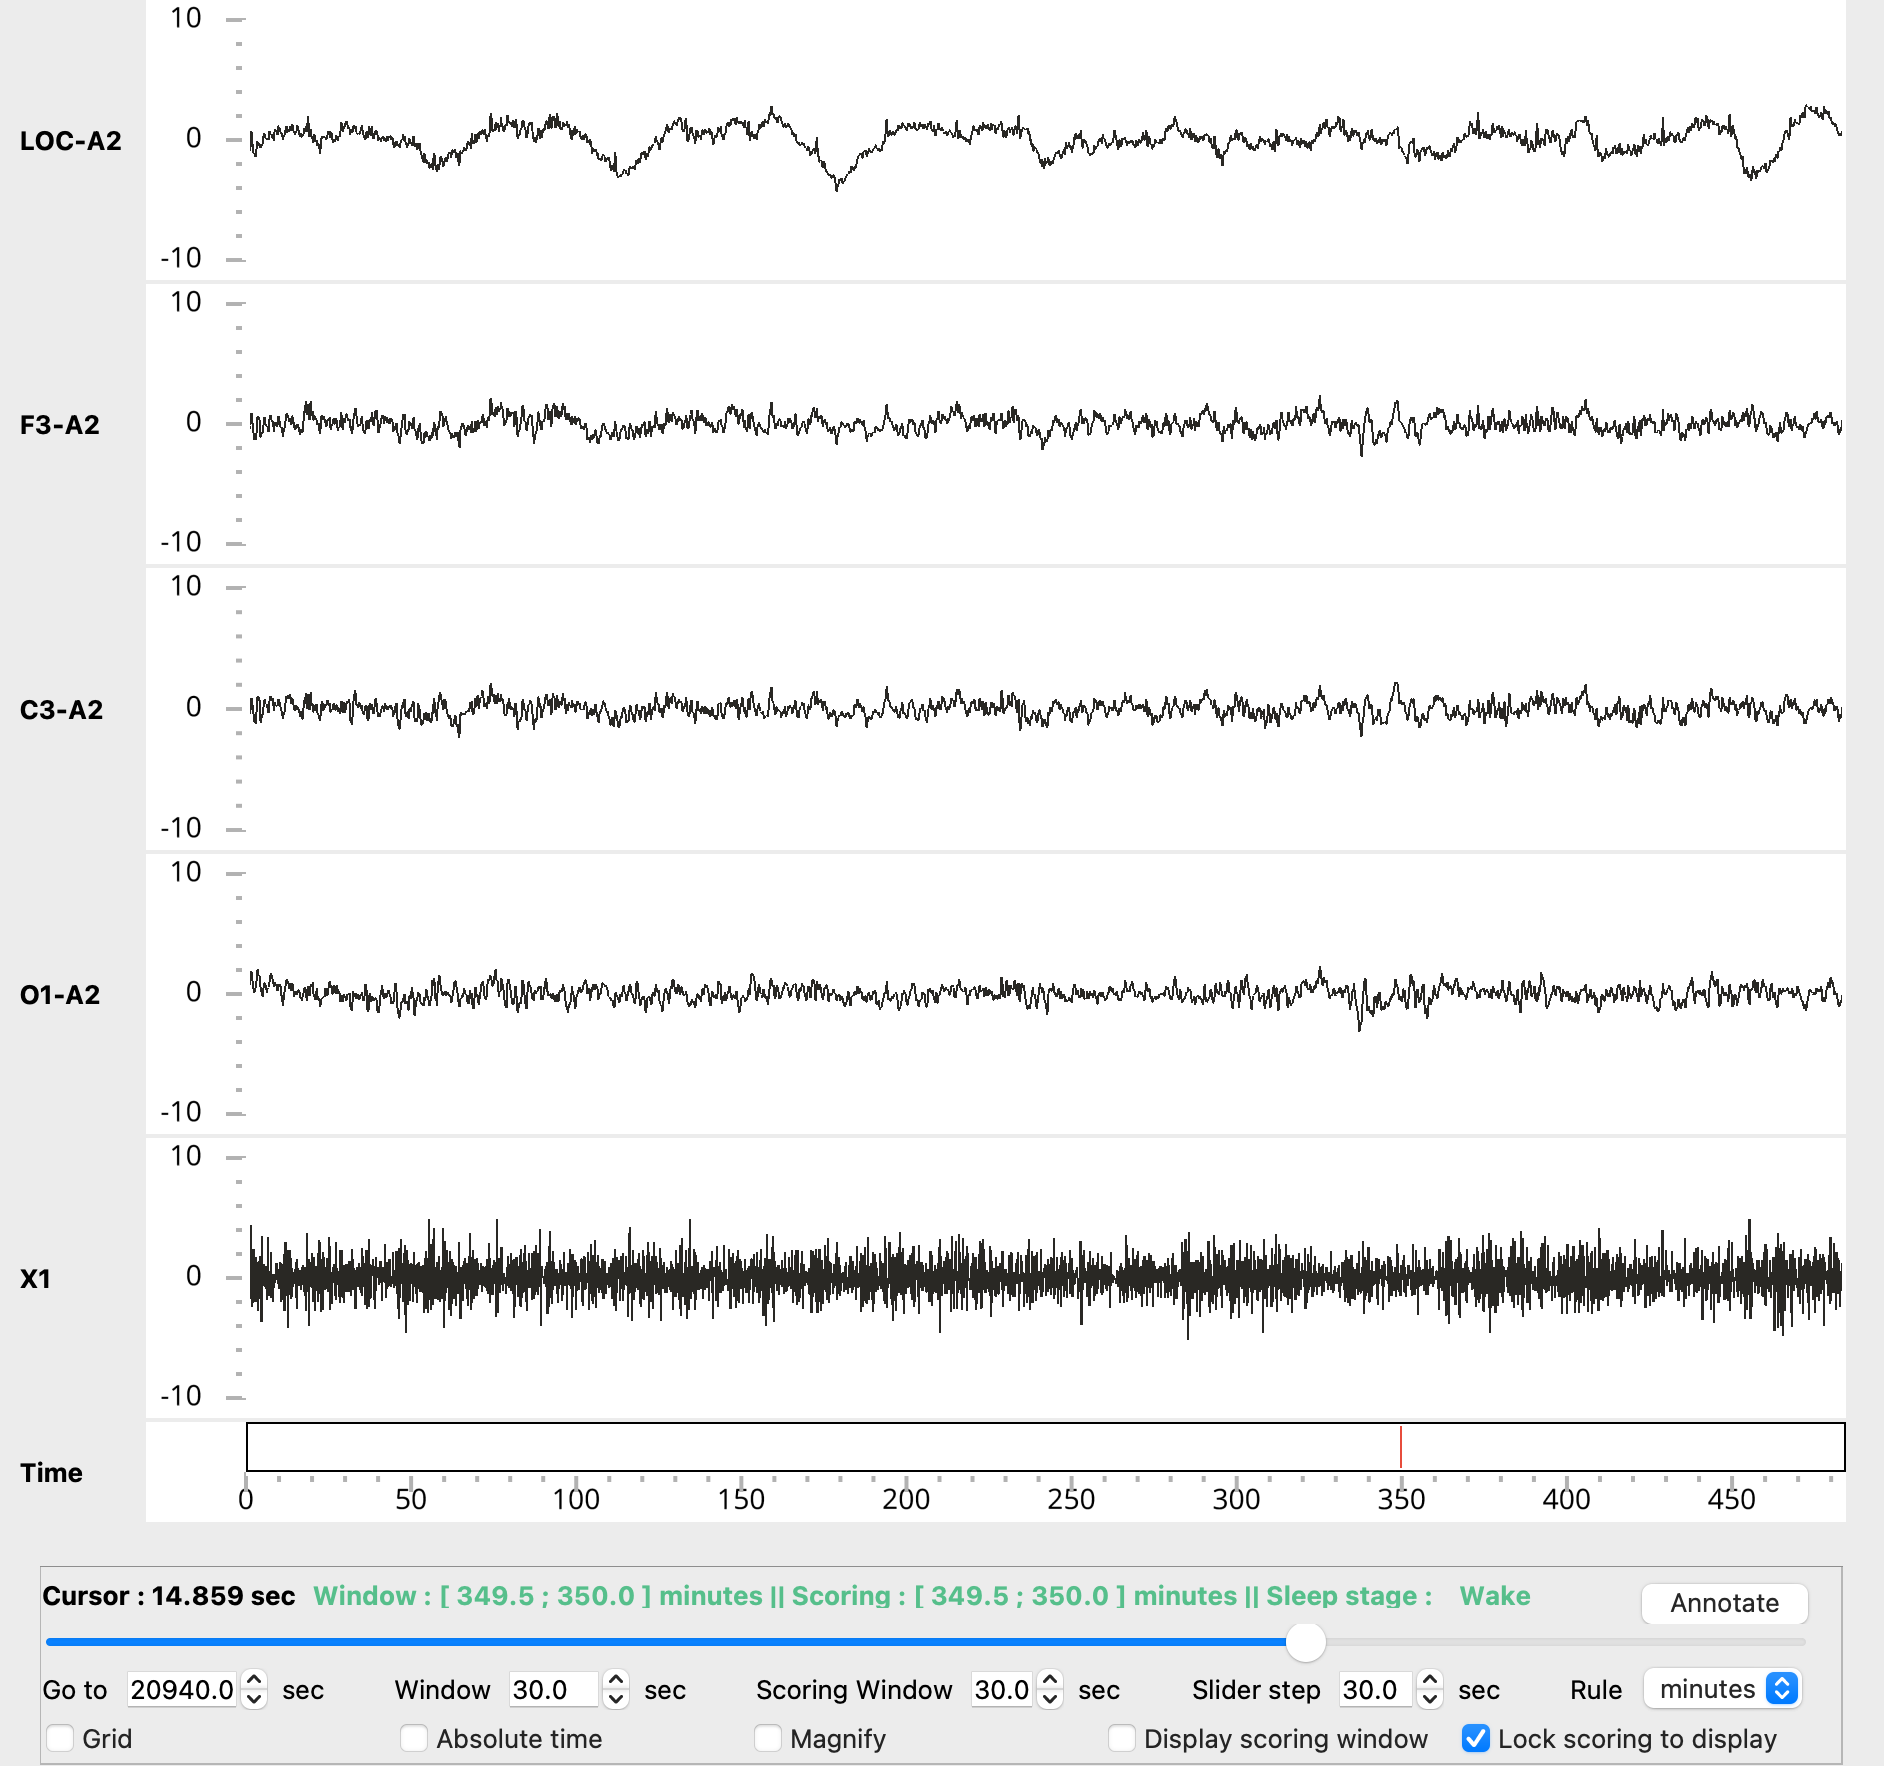 10
LOC-A2 0
-10
10
F3-A2 0
-10
10
C3-A2 0
-10
10
O1-A2 0
-10
10
X1 0
-10
Time
0 50 100 150 200 250 300 350 400 450
Cursor : 14.859 sec Window : [ 349.5 ; 350.0 ] minutes || Scoring : [ 349.5 ; 350.0 ] minutes || Sleep stage : Wake Annotate
Go to 20940.0 sec Window 30.0 sec Scoring Window 30.0 sec Slider step 30.0 sec Rule minutes
Grid Absolute time Magnify Display scoring window Lock scoring to display